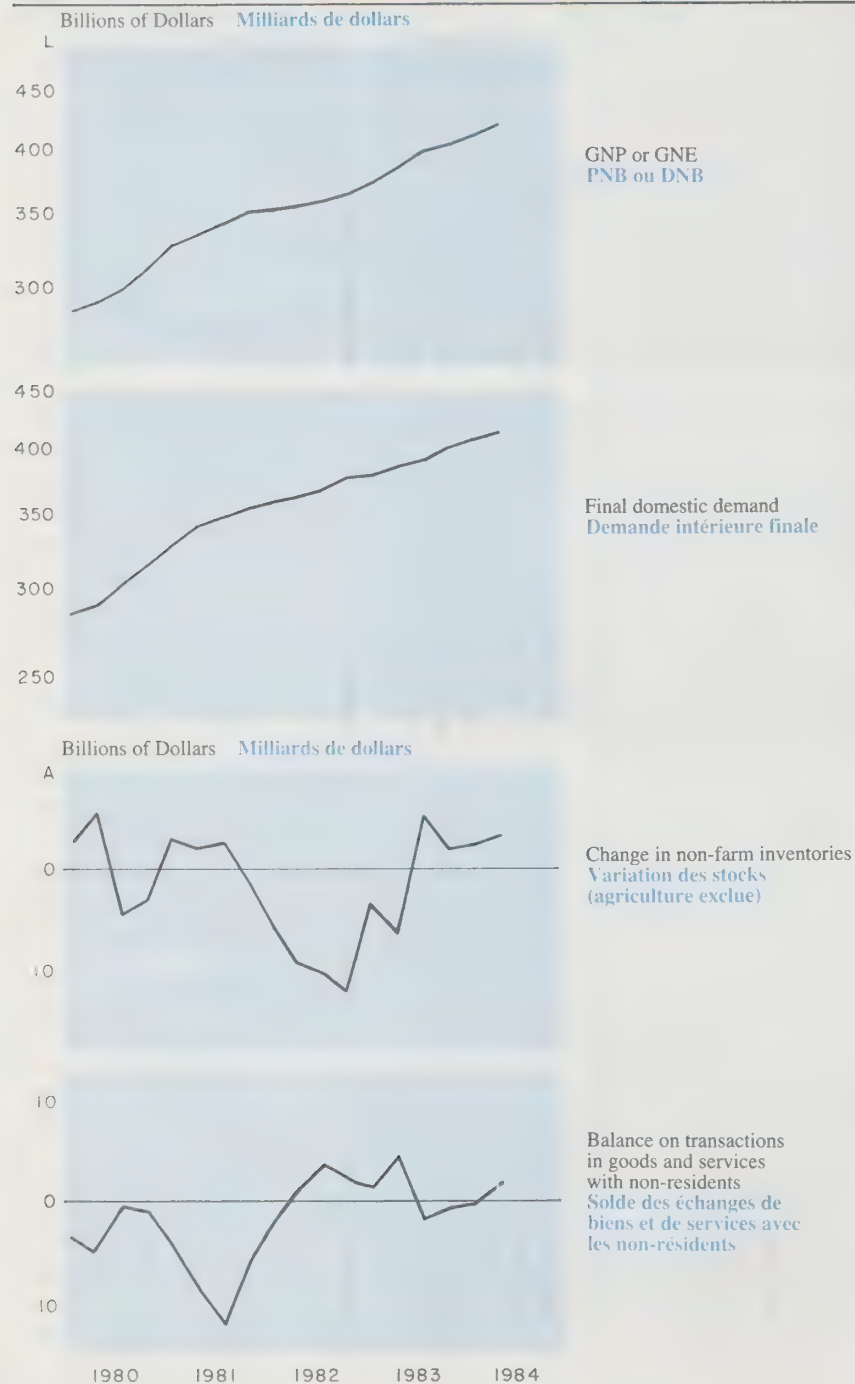 Billions of Dollars Milliards de dollars
L
450
400
350
300
GNP or GNE
PNB ou DNB
450
400
350
300
250
Final domestic demand
Demande intérieure finale
Billions of Dollars Milliards de dollars
A
0
10
Change in non-farm inventories
Variation des stocks
(agriculture exclue)
10
0
10
Balance on transactions
in goods and services
with non-residents
Solde des échanges de
biens et de services avec
les non-résidents
1980 1981 1982 1983 1984